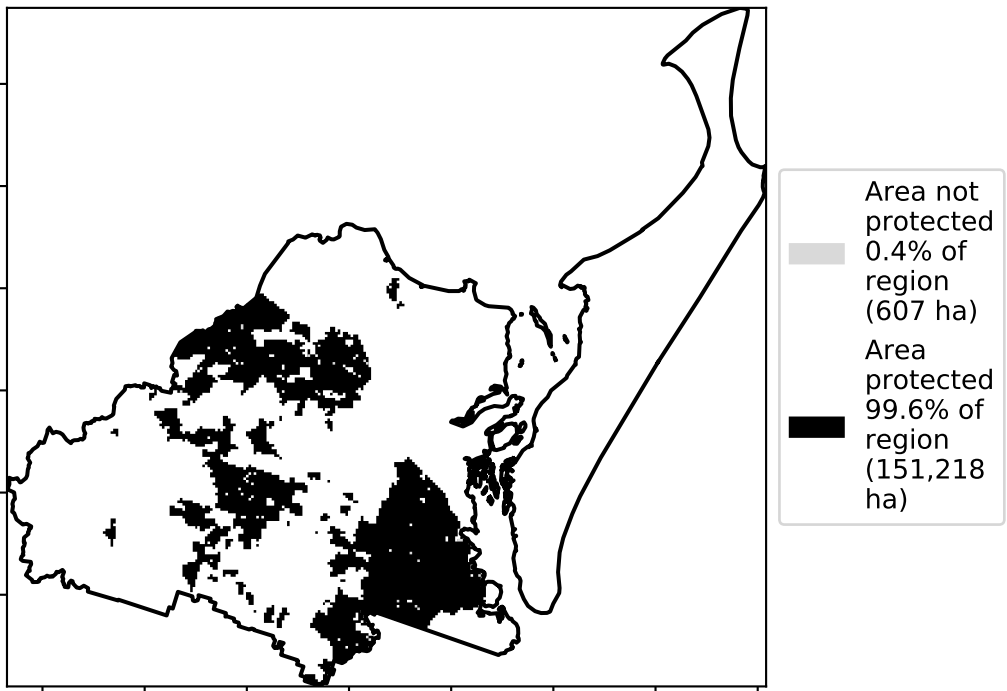 Area not
protected
0.4% of
region
(607 ha)
Area
protected
99.6% of
region
(151,218
ha)